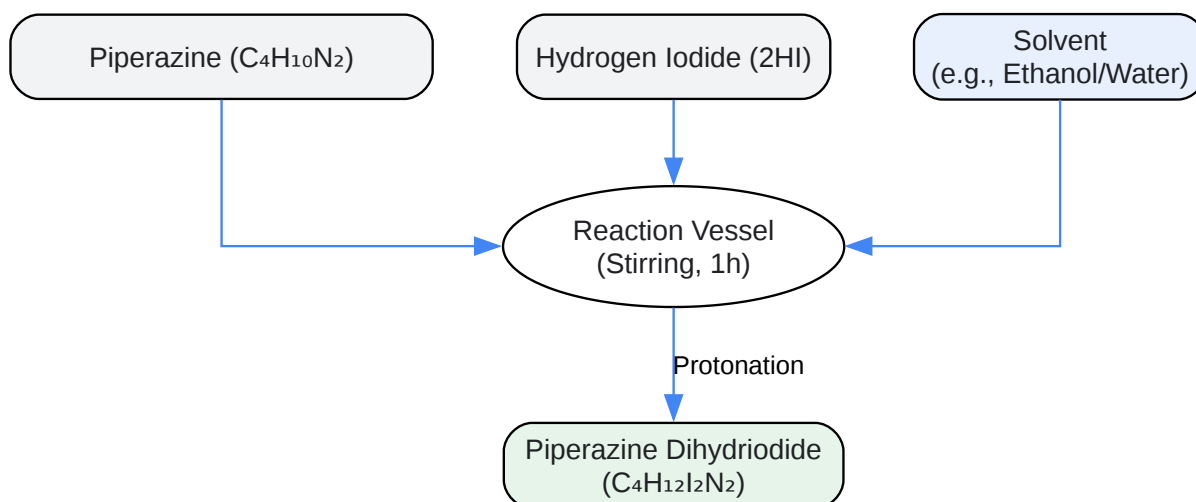 Piperazine (C₄H₁₀N₂)
Hydrogen Iodide (2HI)
Solvent
(e.g., Ethanol/Water)
Reaction Vessel
(Stirring, 1h)
Protonation
Piperazine Dihydriodide
(C₄H₁₂I₂N₂)